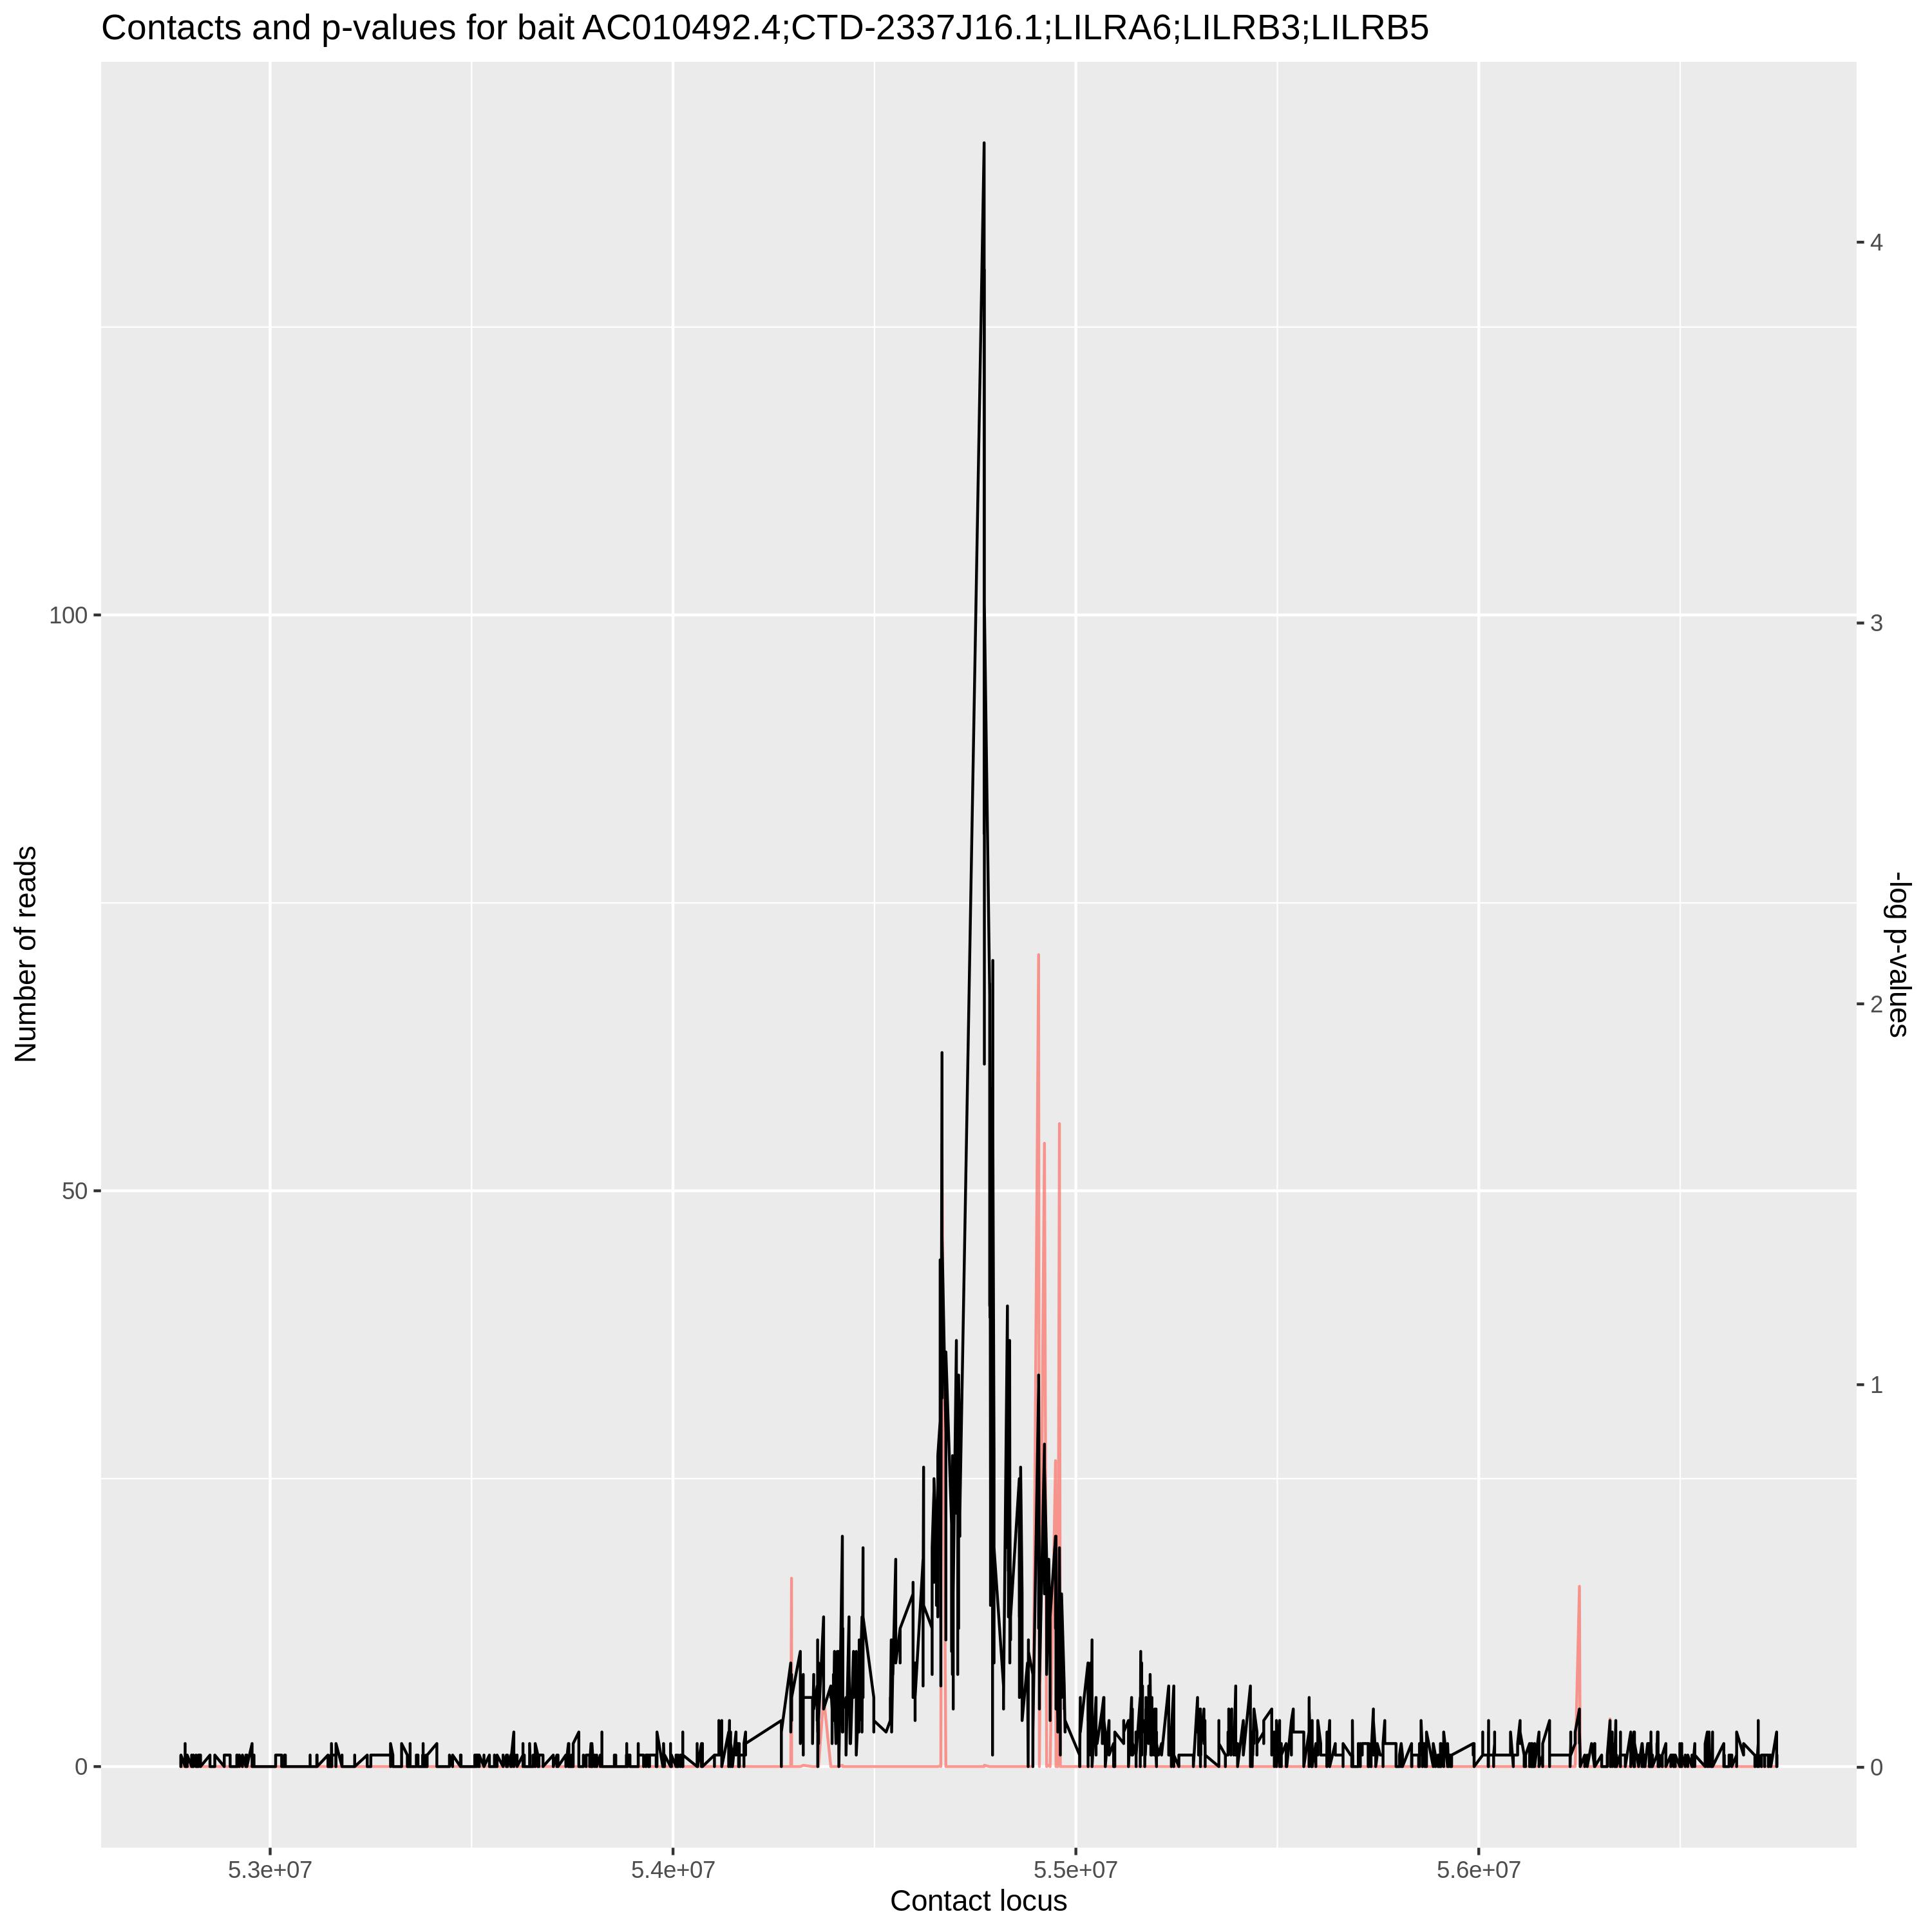 Contacts and p-values for bait AC010492.4;CTD-2337J16.1;LILRA6;LILRB3;LILRB5
Number of reads
100
50
0
4
3
2
1
0
-log p-values
5.3e+07
5.4e+07
5.5e+07
5.6e+07
Contact locus